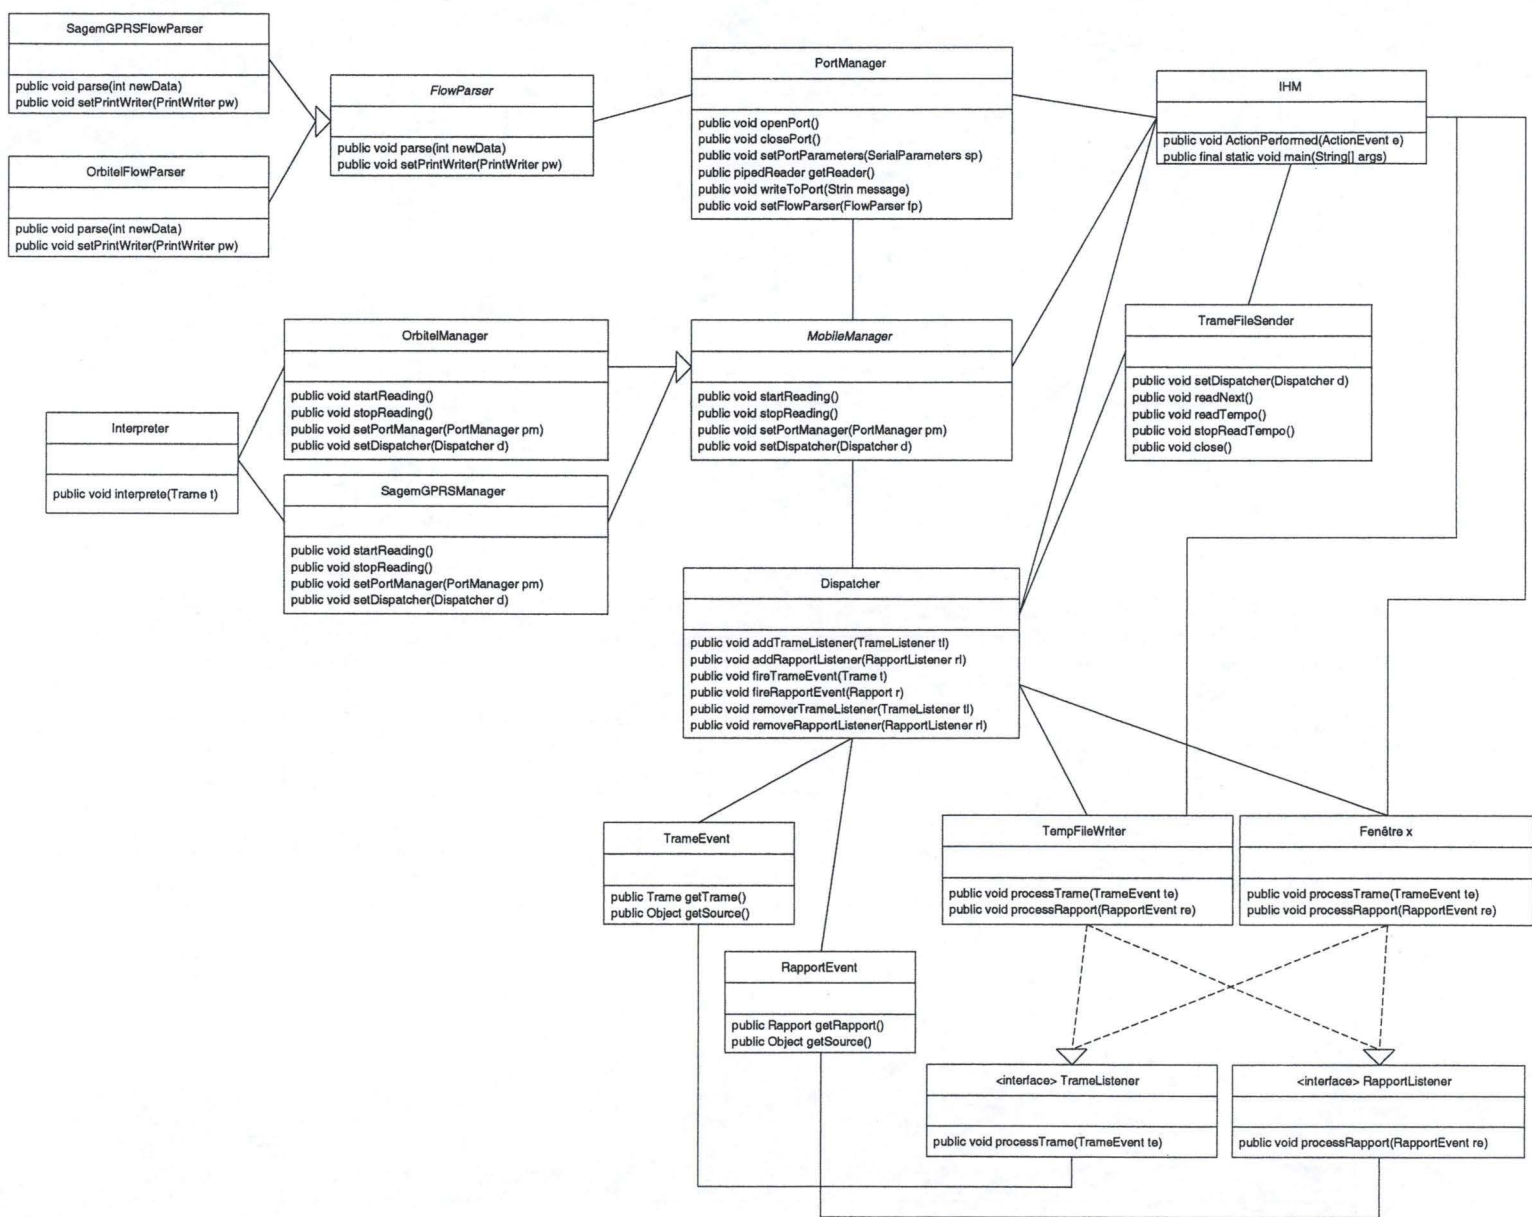 SagemGPRSFlowParser
public void parse(int newData)
public void setPrintWriter(PrintWriter pw)
OrbitelFlowParser
public void parse(int newData)
public void setPrintWriter(PrintWriter pw)
FlowParser
public void parse(int newData)
public void setPrintWriter(PrintWriter pw)
PortManager
public void openPort()
public void closePort()
public void setPortParameters(SerialParameters sp)
public pipedReader getReader()
public void writeToPort(Strin message)
public void setFlowParser(FlowParser fp)
IHM
public void ActionPerformed(ActionEvent e)
public final static void main(String[] args)
Interpreter
public void interprete(Trame t)
OrbitelManager
public void startReading()
public void stopReading()
public void setPortManager(PortManager pm)
public void setDispatcher(Dispatcher d)
SagemGPRSManager
public void startReading()
public void stopReading()
public void setPortManager(PortManager pm)
public void setDispatcher(Dispatcher d)
MobileManager
public void startReading()
public void stopReading()
public void setPortManager(PortManager pm)
public void setDispatcher(Dispatcher d)
TrameFileSender
public void setDispatcher(Dispatcher d)
public void readNext()
public void readTempo()
public void stopReadTempo()
public void close()
Dispatcher
public void addTrameListener(TrameListener tl)
public void addRapportListener(RapportListener rl)
public void fireTrameEvent(Trame t)
public void fireRapportEvent(Rapport r)
public void removerTrameListener(TrameListener tl)
public void removeRapportListener(RapportListener rl)
TrameEvent
public Trame getTrame()
public Object getSource()
RapportEvent
public Rapport getRapport()
public Object getSource()
TempFileWriter
public void processTrame(TrameEvent te)
public void processRapport(RapportEvent re)
Fenêtre x
public void processTrame(TrameEvent te)
public void processRapport(RapportEvent re)
<interface> TrameListener
public void processTrame(TrameEvent te)
<interface> RapportListener
public void processRapport(RapportEvent re)